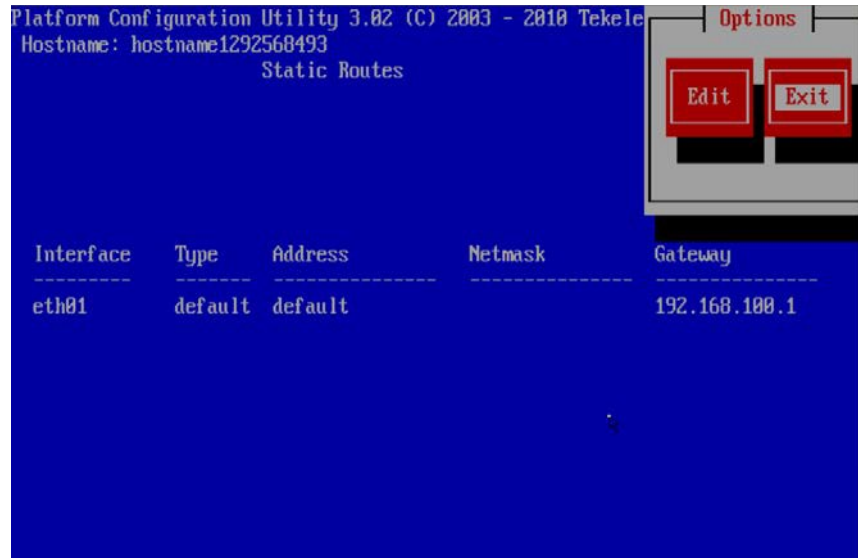 Platform Configuration Utility 3.02 (C) 2003 - 2010 Tekele
Options
Hostname: hostname1292568493
Static Routes
Edit Exit
Interface Type Address Netmask Gateway
eth01 default default 192.168.100.1